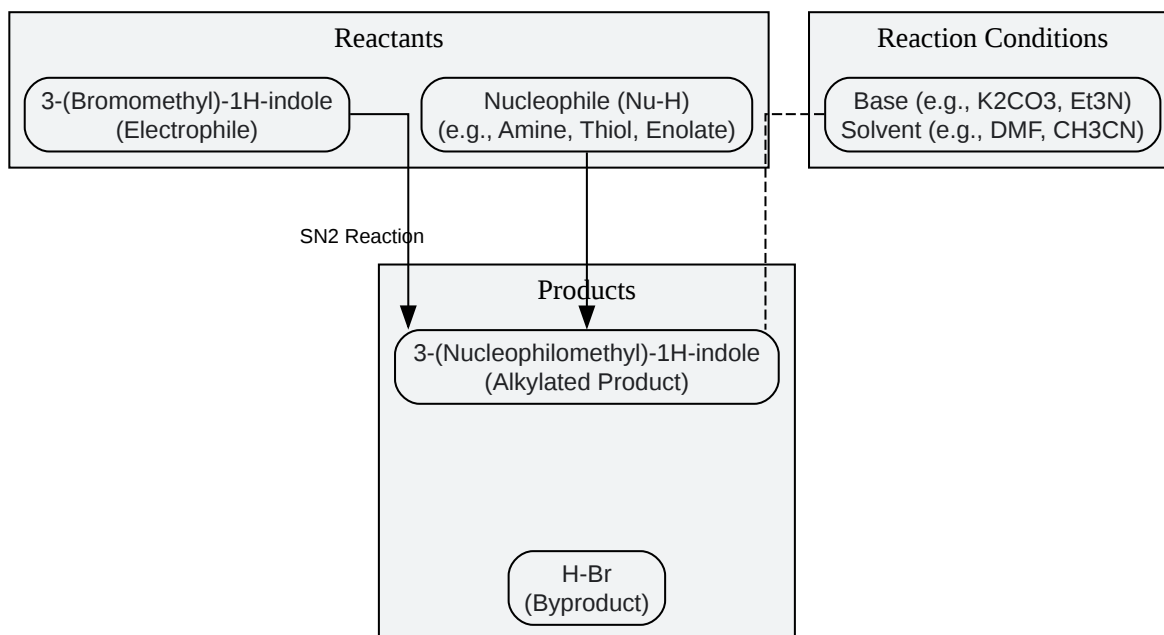 Reactants
3-(Bromomethyl)-1H-indole
(Electrophile)
Nucleophile (Nu-H)
(e.g., Amine, Thiol, Enolate)
Reaction Conditions
Base (e.g., K2CO3, Et3N)
Solvent (e.g., DMF, CH3CN)
SN2 Reaction
Products
3-(Nucleophilomethyl)-1H-indole
(Alkylated Product)
H-Br
(Byproduct)